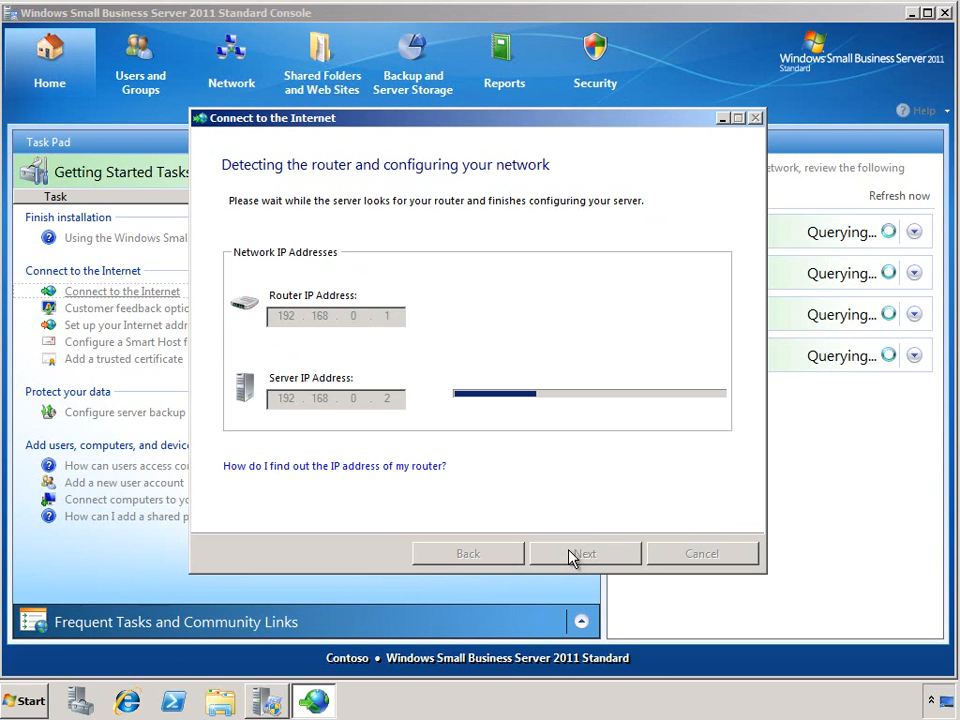 Windows Small Business Server 2011 Standard Console
Home
Users and Groups
Network
Shared Folders and Web Sites
Backup and Server Storage
Reports
Security
Windows Small Business Server 2011
Standard
Help
Task Pad
Getting Started Tasks
Task
Finish installation
Using the Windows Smal
Connect to the Internet
Connect to the Internet
Customer feedback optio
Set up your Internet addr
Configure a Smart Host f
Add a trusted certificate
Protect your data
Configure server backup
Add users, computers, and device
How can users access co
Add a new user account
Connect computers to yo
How can I add a shared p
Frequent Tasks and Community Links
Connect to the Internet
Detecting the router and configuring your network
Please wait while the server looks for your router and finishes configuring your server.
Network IP Addresses
Router IP Address:
192 . 168 . 0 . 1
Server IP Address:
192 . 168 . 0 . 2
How do I find out the IP address of my router?
Back
Next
Cancel
etwork, review the following
Refresh now
Querying...
Querying...
Querying...
Querying...
Contoso • Windows Small Business Server 2011 Standard
Start